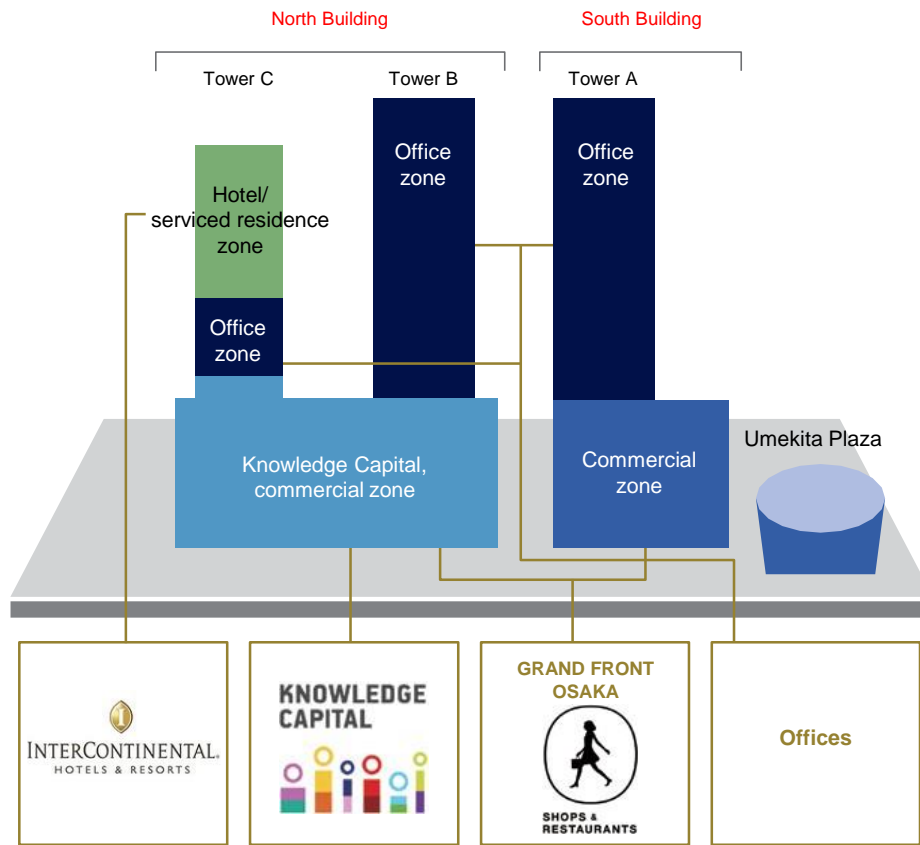 North Building
South Building
Tower C
Tower B
Tower A
Office
zone
Office
zone
Hotel/
serviced residence
zone
Office
zone
Umekita Plaza
Knowledge Capital,
commercial zone
Commercial
zone
INTERCONTINENTAL.
HOTELS & RESORTS
KNOWLEDGE
CAPITAL
GRAND FRONT
OSAKA
SHOPS &
RESTAURANTS
Offices